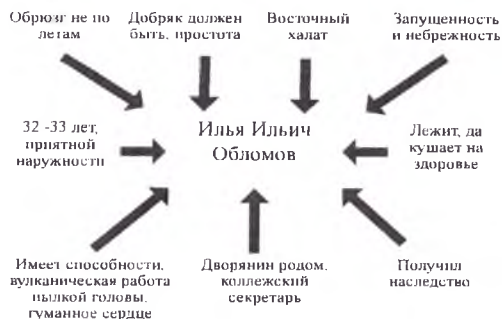 Обрюзг не по
летам
Добряк должен
быть, простота
Восточный
халат
Запущенность
и небрежность
32 -33 лет,
приятной
наружности
Илья Ильич
Обломов
Лежит, да
кушает на
здоровье
Имеет способности,
вулканическая работа
пылкой головы,
гуманное сердце
Дворянин родом,
коллежский
секретарь
Получил
наследство